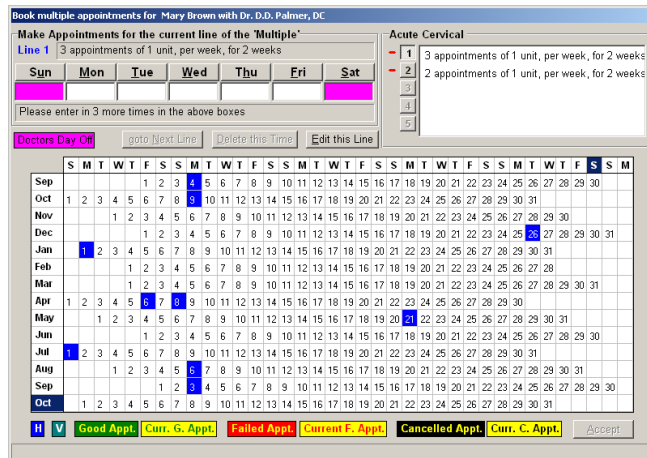 Book multiple appointments for Mary Brown with Dr. D.D. Palmer, DC
Make Appointments for the current line of the 'Multiple'
Line 1 3 appointments of 1 unit, per week, for 2 weeks
Sun Mon Tue Wed Thu Fri Sat
Please enter in 3 more times in the above boxes
Acute Cervical
1 3 appointments of 1 unit, per week, for 2 weeks
2 2 appointments of 1 unit, per week, for 2 weeks
3
4
5
Doctors Day Off goto Next Line Delete this Time Edit this Line
S M T W T F S S M T W T F S S M T W T F S S M T W T F S S M T W T F S S M
Sep 1 2 3 4 5 6 7 8 9 10 11 12 13 14 15 16 17 18 19 20 21 22 23 24 25 26 27 28 29 30
Oct 1 2 3 4 5 6 7 8 9 10 11 12 13 14 15 16 17 18 19 20 21 22 23 24 25 26 27 28 29 30 31
Nov 1 2 3 4 5 6 7 8 9 10 11 12 13 14 15 16 17 18 19 20 21 22 23 24 25 26 27 28 29 30
Dec 1 2 3 4 5 6 7 8 9 10 11 12 13 14 15 16 17 18 19 20 21 22 23 24 25 26 27 28 29 30 31
Jan 1 2 3 4 5 6 7 8 9 10 11 12 13 14 15 16 17 18 19 20 21 22 23 24 25 26 27 28 29 30 31
Feb 1 2 3 4 5 6 7 8 9 10 11 12 13 14 15 16 17 18 19 20 21 22 23 24 25 26 27 28
Mar 1 2 3 4 5 6 7 8 9 10 11 12 13 14 15 16 17 18 19 20 21 22 23 24 25 26 27 28 29 30 31
Apr 1 2 3 4 5 6 7 8 9 10 11 12 13 14 15 16 17 18 19 20 21 22 23 24 25 26 27 28 29 30
May 1 2 3 4 5 6 7 8 9 10 11 12 13 14 15 16 17 18 19 20 21 22 23 24 25 26 27 28 29 30 31
Jun 1 2 3 4 5 6 7 8 9 10 11 12 13 14 15 16 17 18 19 20 21 22 23 24 25 26 27 28 29 30
Jul 1 2 3 4 5 6 7 8 9 10 11 12 13 14 15 16 17 18 19 20 21 22 23 24 25 26 27 28 29 30 31
Aug 1 2 3 4 5 6 7 8 9 10 11 12 13 14 15 16 17 18 19 20 21 22 23 24 25 26 27 28 29 30 31
Sep 1 2 3 4 5 6 7 8 9 10 11 12 13 14 15 16 17 18 19 20 21 22 23 24 25 26 27 28 29 30
Oct 1 2 3 4 5 6 7 8 9 10 11 12 13 14 15 16 17 18 19 20 21 22 23 24 25 26 27 28 29 30 31
H V Good Appt. Curr. G. Appt. Failed Appt. Current F. Appt. Cancelled Appt. Curr. C. Appt. Accept